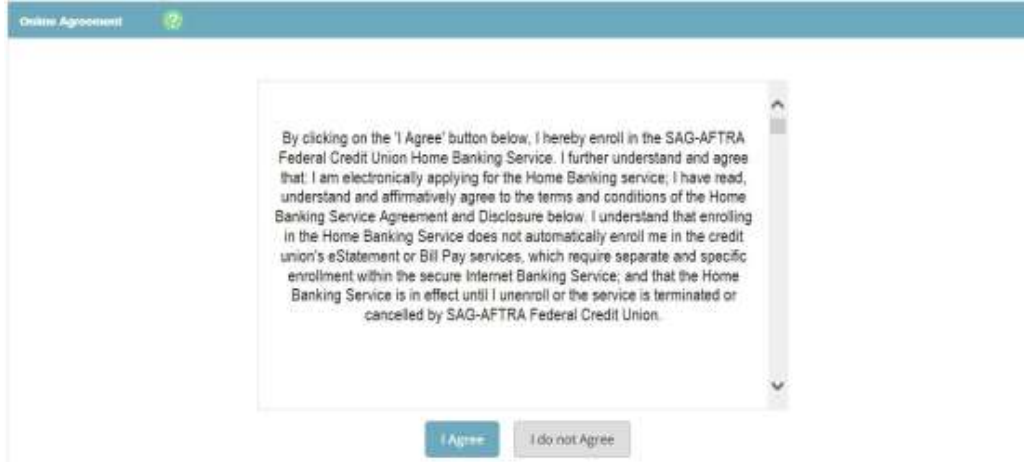 Online Agreement
?
By clicking on the 'I Agree' button below, I hereby enroll in the SAG-AFTRA
Federal Credit Union Home Banking Service. I further understand and agree
that: I am electronically applying for the Home Banking service; I have read,
understand and affirmatively agree to the terms and conditions of the Home
Banking Service Agreement and Disclosure below. I understand that enrolling
in the Home Banking Service does not automatically enroll me in the credit
union's eStatement or Bill Pay services, which require separate and specific
enrollment within the secure Internet Banking Service; and that the Home
Banking Service is in effect until I unenroll or the service is terminated or
cancelled by SAG-AFTRA Federal Credit Union.
I Agree
I do not Agree